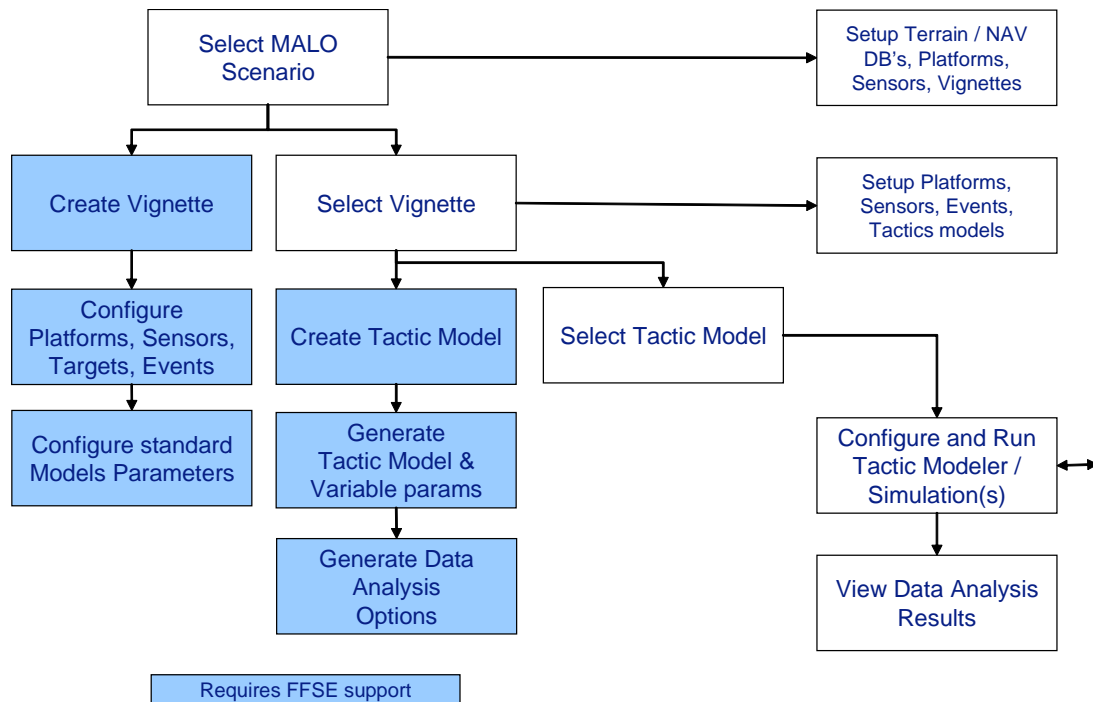 Select MALO
Scenario
Setup Terrain / NAV
DB's, Platforms,
Sensors, Vignettes
Create Vignette
Select Vignette
Setup Platforms,
Sensors, Events,
Tactics models
Configure
Platforms, Sensors,
Targets, Events
Create Tactic Model
Select Tactic Model
Configure standard
Models Parameters
Generate
Tactic Model &
Variable params
Configure and Run
Tactic Modeler /
Simulation(s)
Generate Data
Analysis
Options
View Data Analysis
Results
Requires FFSE support